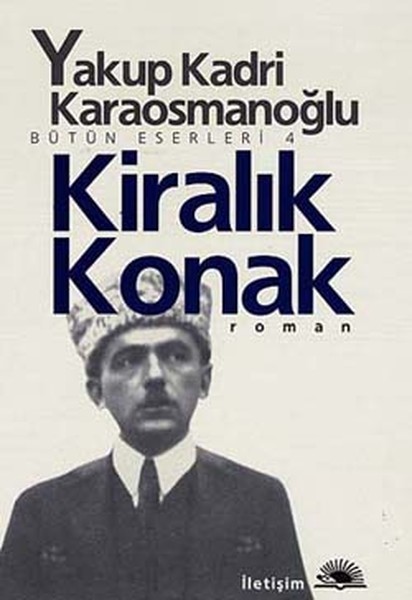 Yakup Kadri
Karaosmanoğlu
BÜTÜN ESERLERİ 4
Kiralık
Konak
roman
İletişim